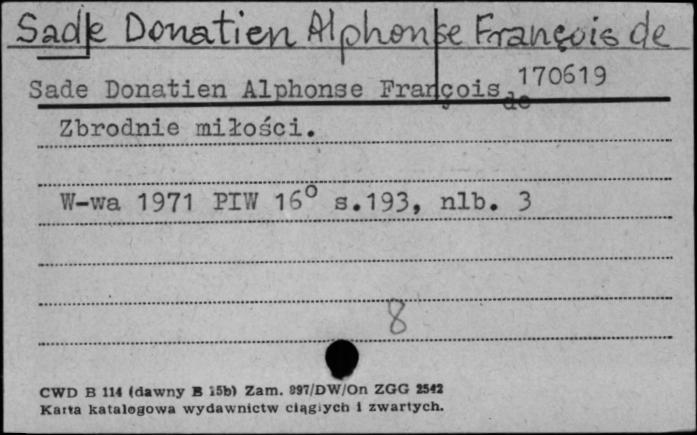 Sade Donatien Alphonse François de
170619
Sade Donatien Alphonse François de
Zbrodnie miłości.
W-wa 1971 PIW 16° s.193, nlb. 3
8
CWD B 114 (dawny B 15b) Zam. 997/DW/On ZGG 2542
Karta katalogowa wydawnictw ciągłych i zwartych.